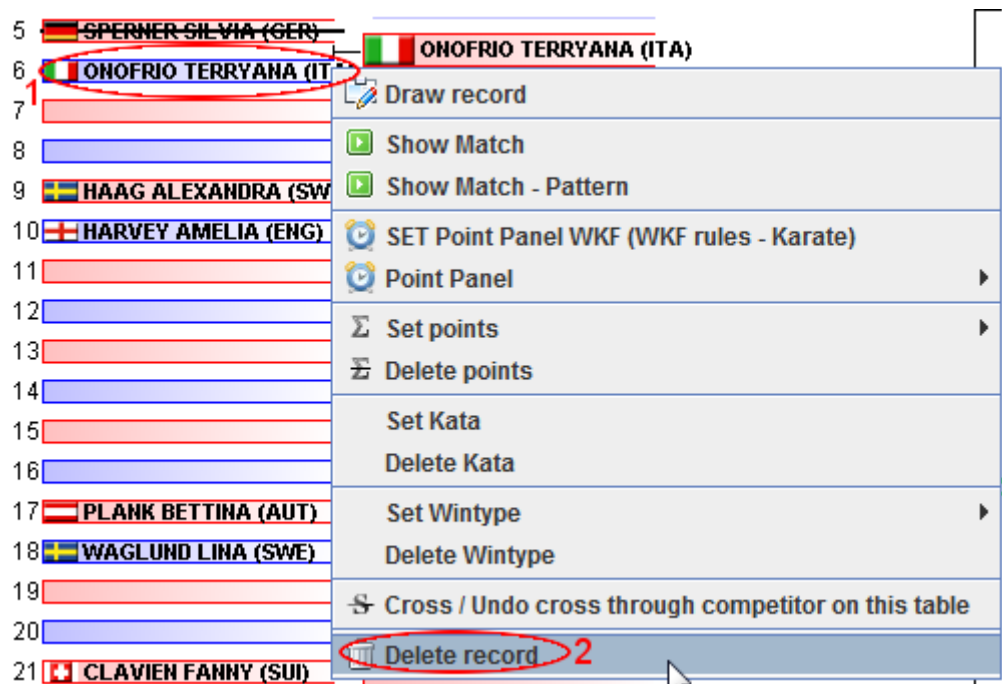 5 SPERNER SILVIA (GER)
ONOFRIO TERRYANA (ITA)
6 ONOFRIO TERRYANA (IT
1
7
8
9 HAAG ALEXANDRA (SW
10 HARVEY AMELIA (ENG)
11
12
13
14
15
16
17 PLANK BETTINA (AUT)
18 WAGLUND LINA (SWE)
19
20
21 CLAVIEN FANNY (SUI)
Draw record
Show Match
Show Match - Pattern
SET Point Panel WKF (WKF rules - Karate)
Point Panel
Σ Set points
Σ Delete points
Set Kata
Delete Kata
Set Wintype
Delete Wintype
S Cross / Undo cross through competitor on this table
Delete record 2